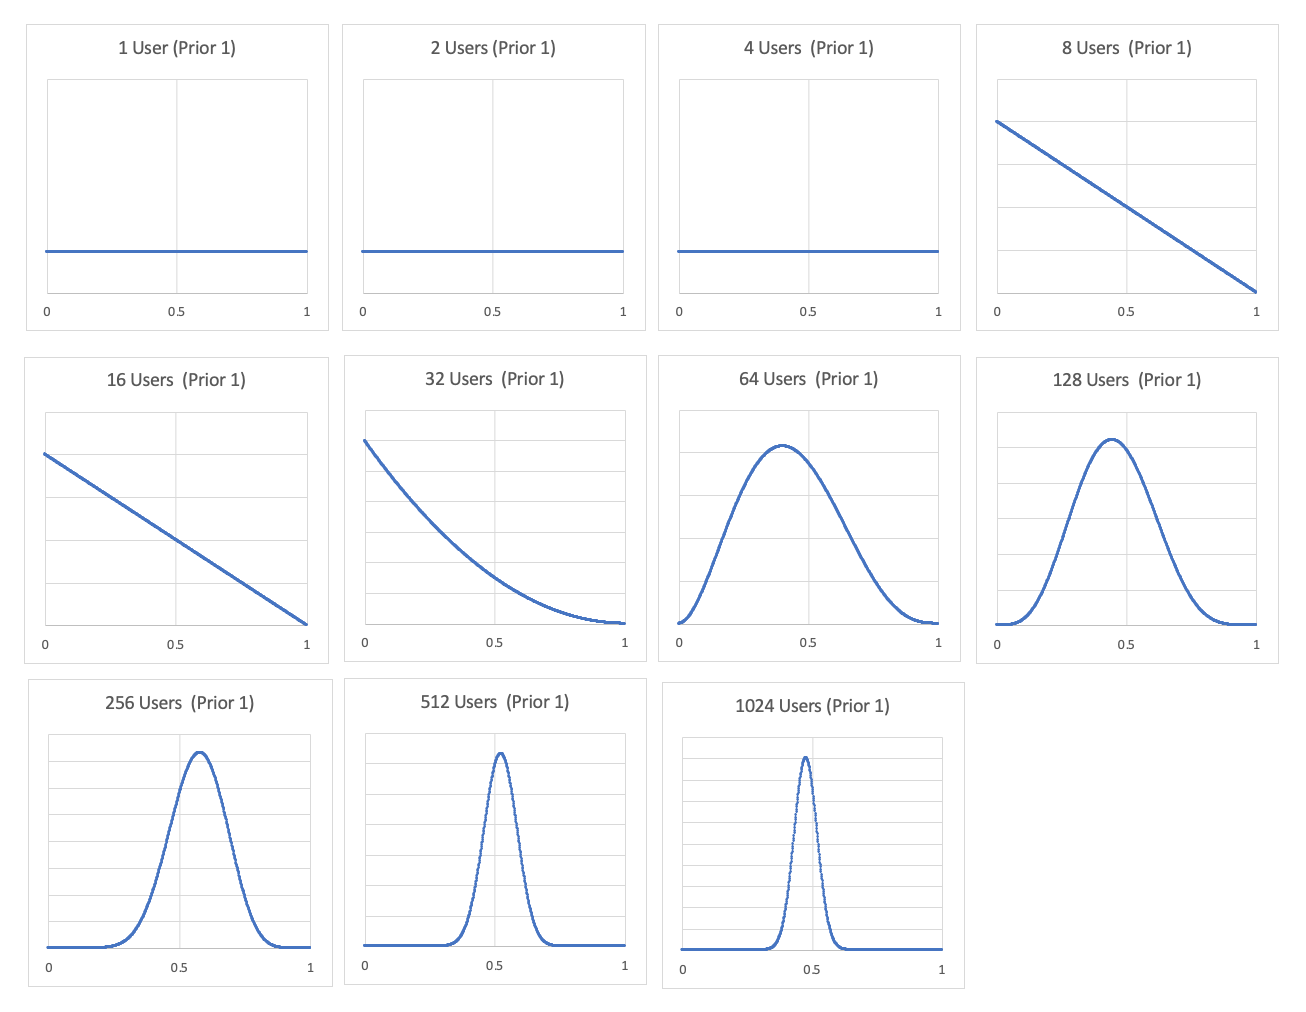 1 User (Prior 1)
2 Users (Prior 1)
4 Users  (Prior 1)
8 Users  (Prior 1)
0 0.5 1
0 0.5 1
0 0.5 1
0 0.5 1
16 Users  (Prior 1)
32 Users  (Prior 1)
64 Users  (Prior 1)
128 Users  (Prior 1)
0 0.5 1
0 0.5 1
0 0.5 1
0 0.5 1
256 Users  (Prior 1)
512 Users  (Prior 1)
1024 Users (Prior 1)
0 0.5 1
0 0.5 1
0 0.5 1